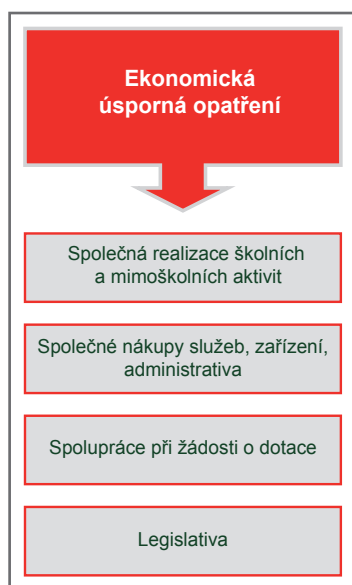 Ekonomická
úsporná opatření
Společná realizace školních
a mimoškolních aktivit
Společné nákupy služeb, zařízení,
administrativa
Spolupráce při žádosti o dotace
Legislativa